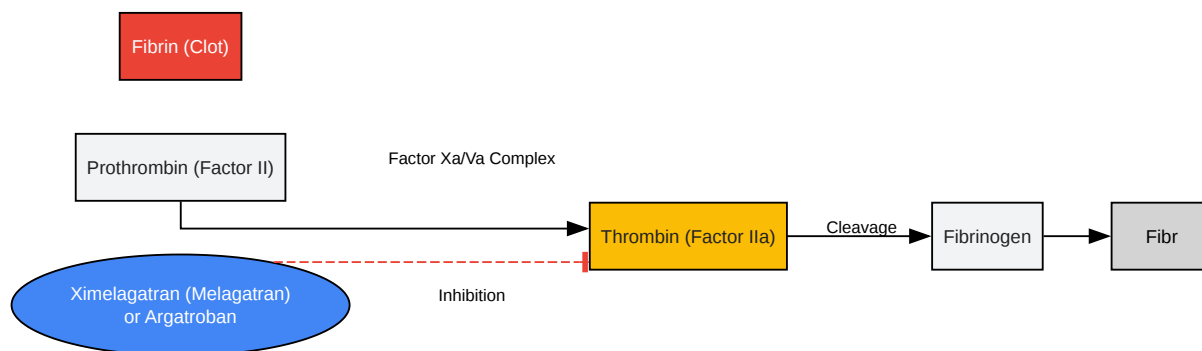 Fibrin (Clot)
Prothrombin (Factor II)
Factor Xa/Va Complex
Thrombin (Factor IIa)
Cleavage
Fibrinogen
Fibr
Ximelagatran (Melagatran)
or Argatroban
Inhibition